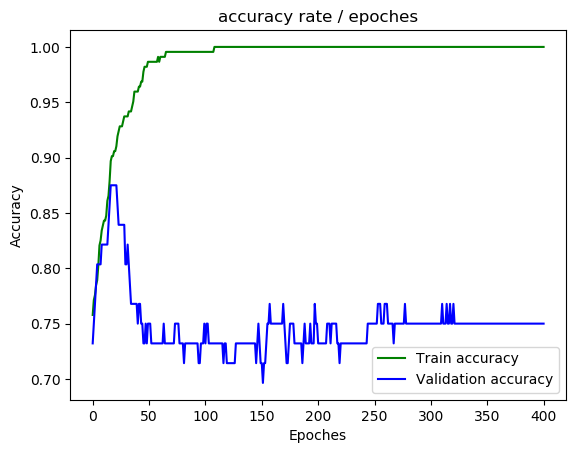 accuracy rate / epoches
Accuracy
1.00
0.95
0.90
0.85
0.80
0.75
0.70
Train accuracy
Validation accuracy
0 50 100 150 200 250 300 350 400
Epoches